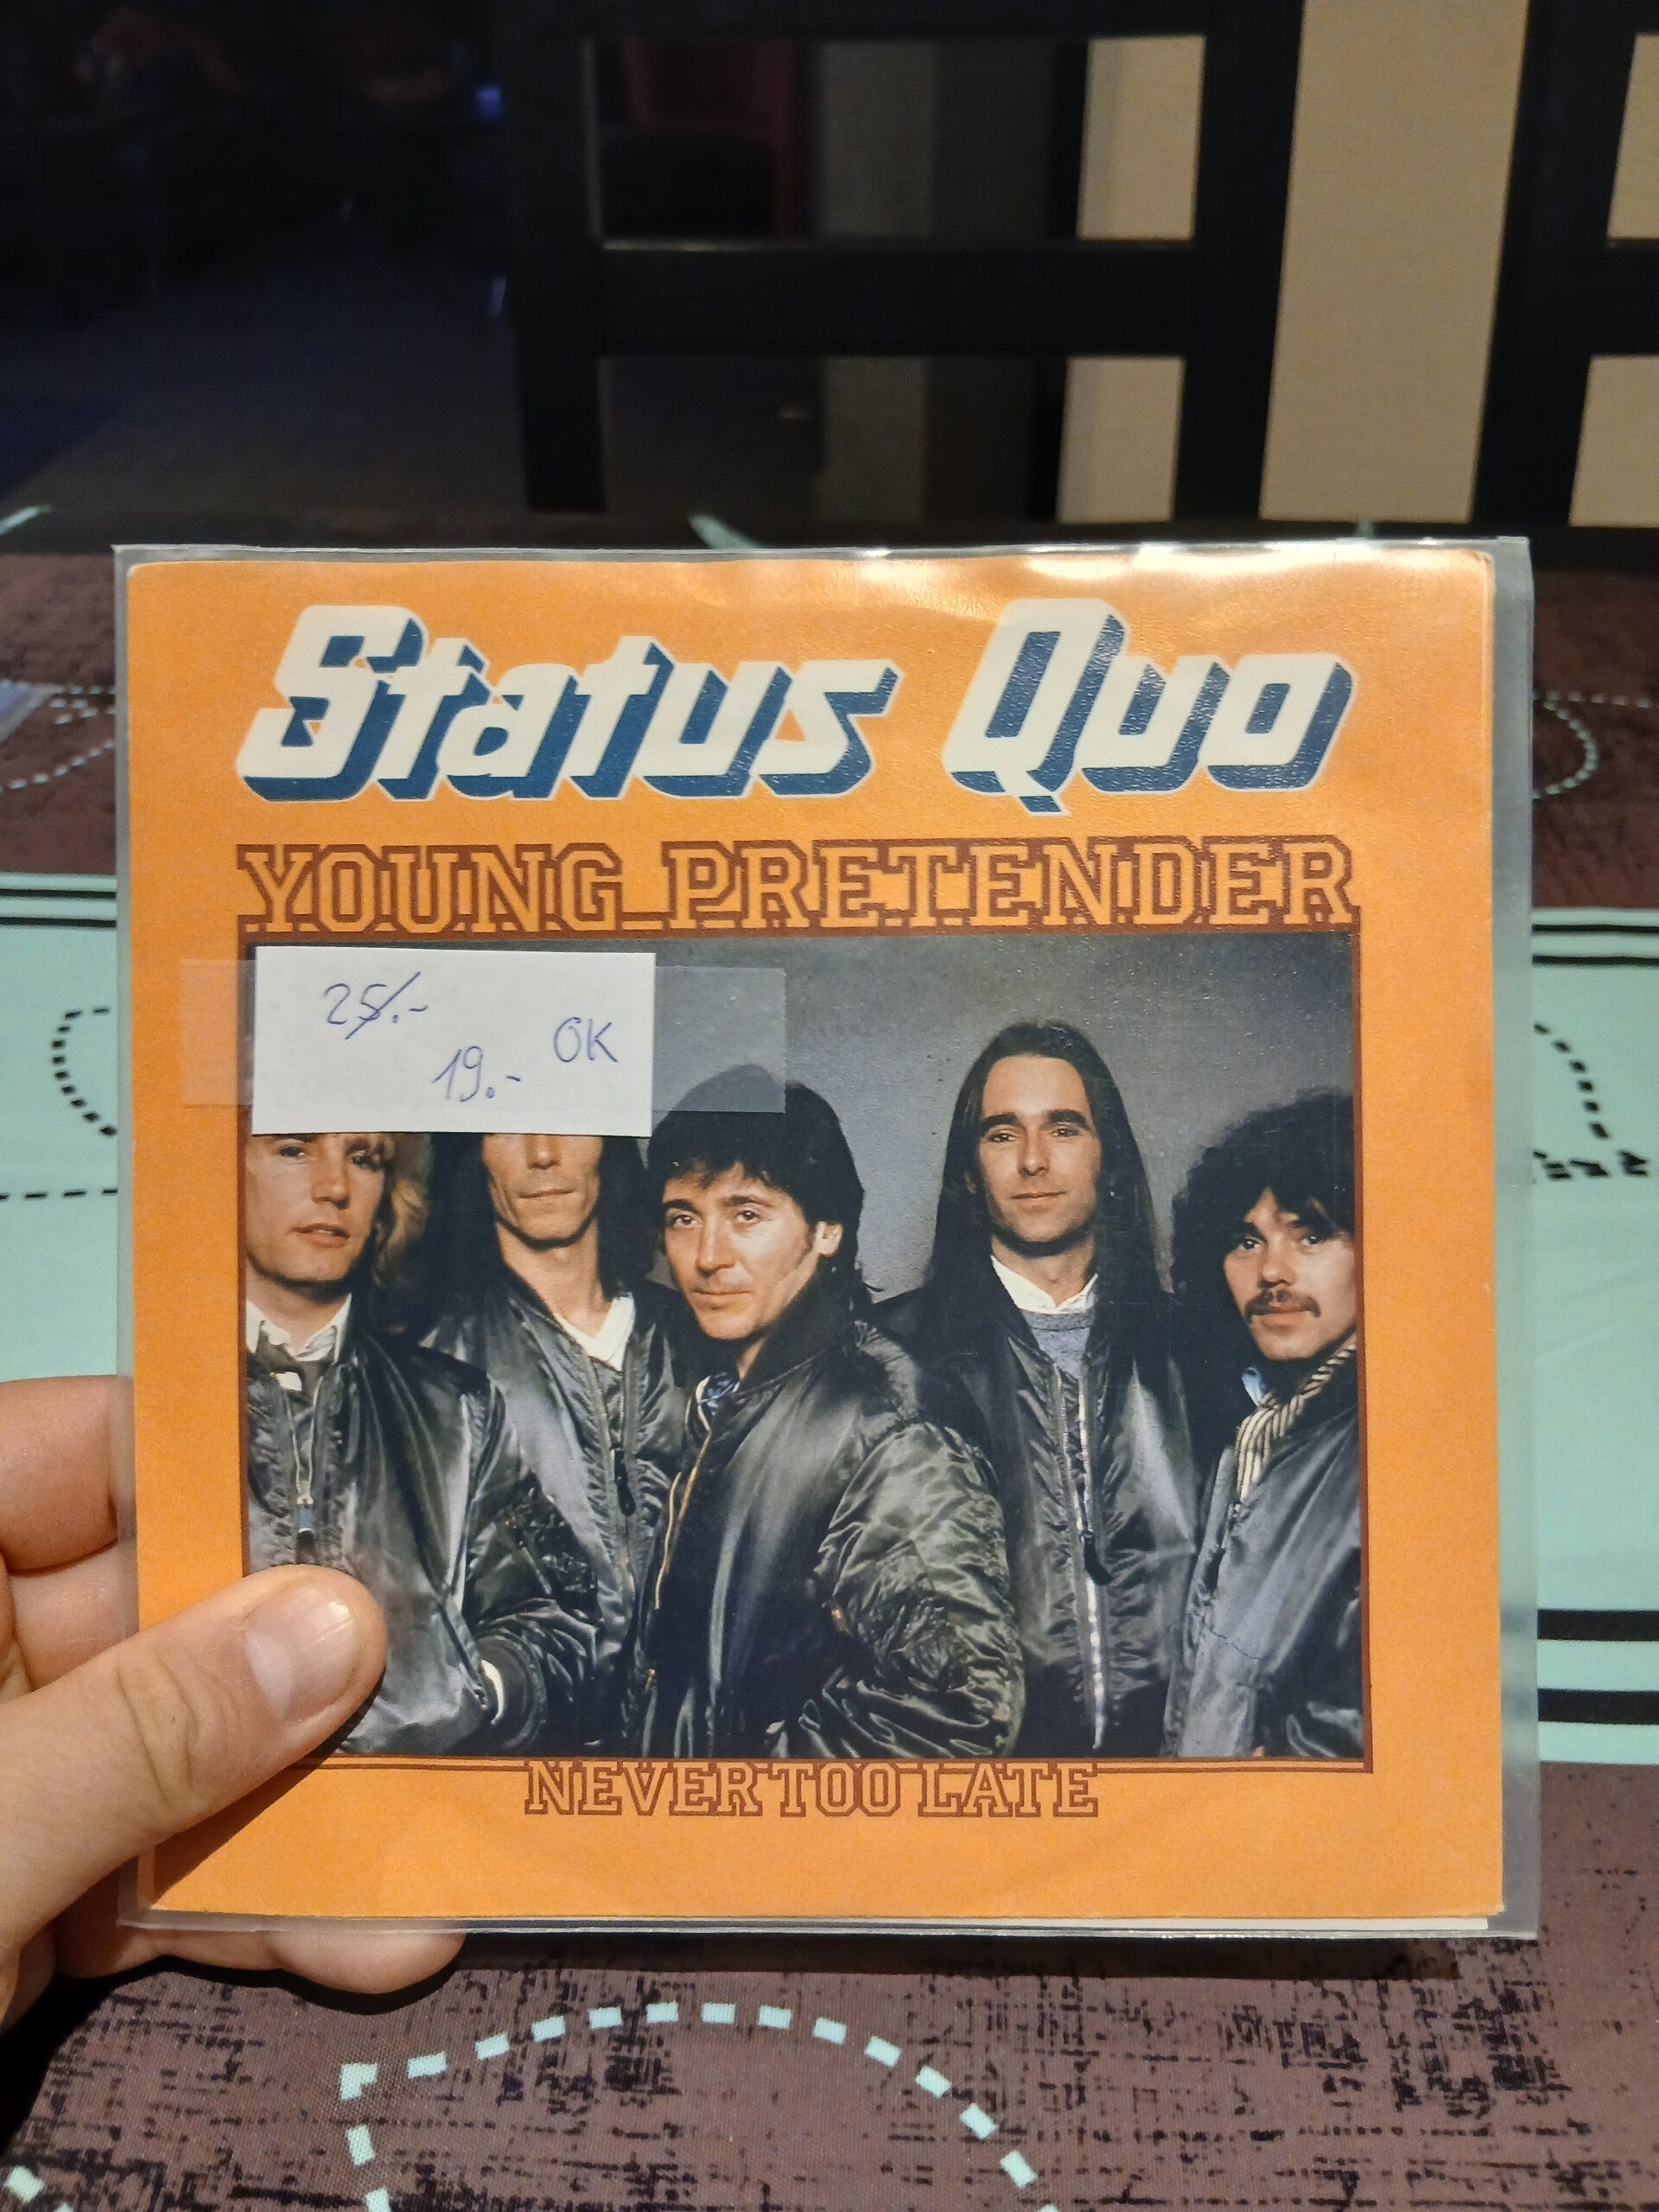 Status Quo
YOUNG PRETENDER
25.-
19.- OK
NEVER TOO LATE